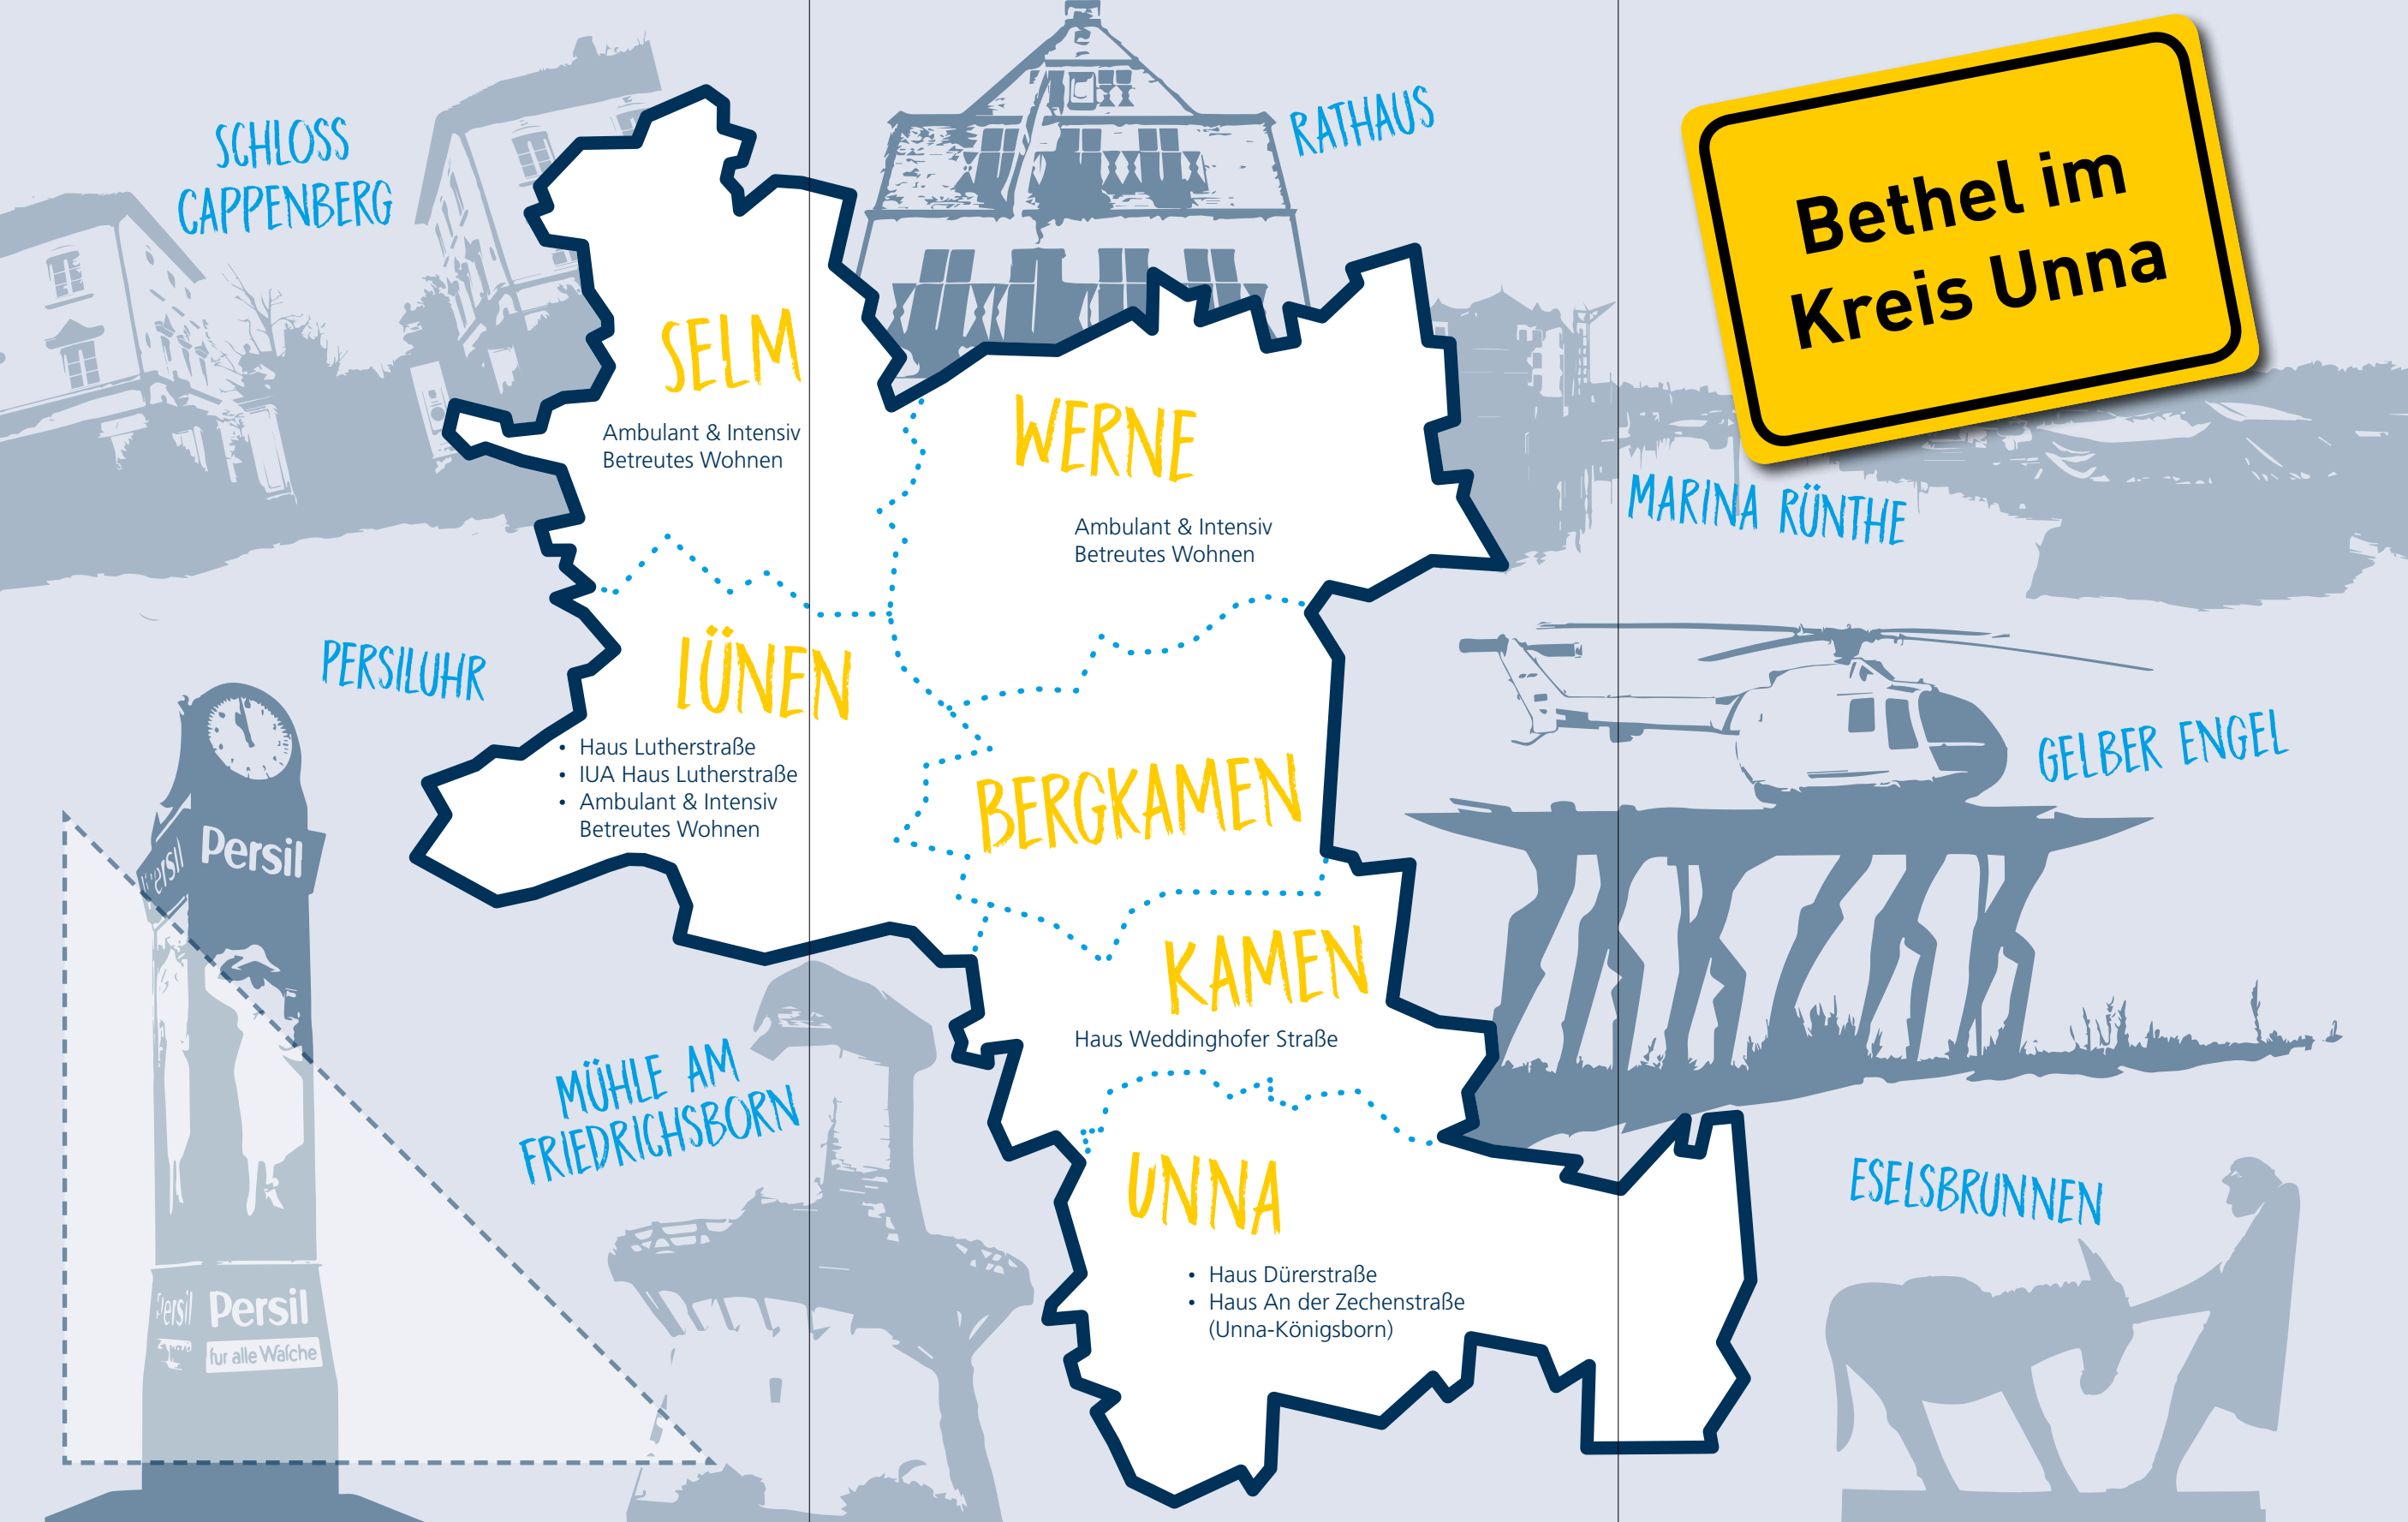 SCHLOSS
CAPPENBERG
RATHAUS
Bethel im
Kreis Unna
SELM
Ambulant & Intensiv
Betreutes Wohnen
WERNE
Ambulant & Intensiv
Betreutes Wohnen
MARINA RÜNTHE
PERSILUHR
LÜNEN
• Haus Lutherstraße
• IUA Haus Lutherstraße
• Ambulant & Intensiv
Betreutes Wohnen
BERGKAMEN
GELBER ENGEL
Persil
KAMEN
Haus Weddinghofer Straße
MÜHLE AM
FRIEDRICHSBORN
UNNA
• Haus Dürerstraße
• Haus An der Zechenstraße
(Unna-Königsborn)
ESELSBRUNNEN
Persil
fur alle Waſche